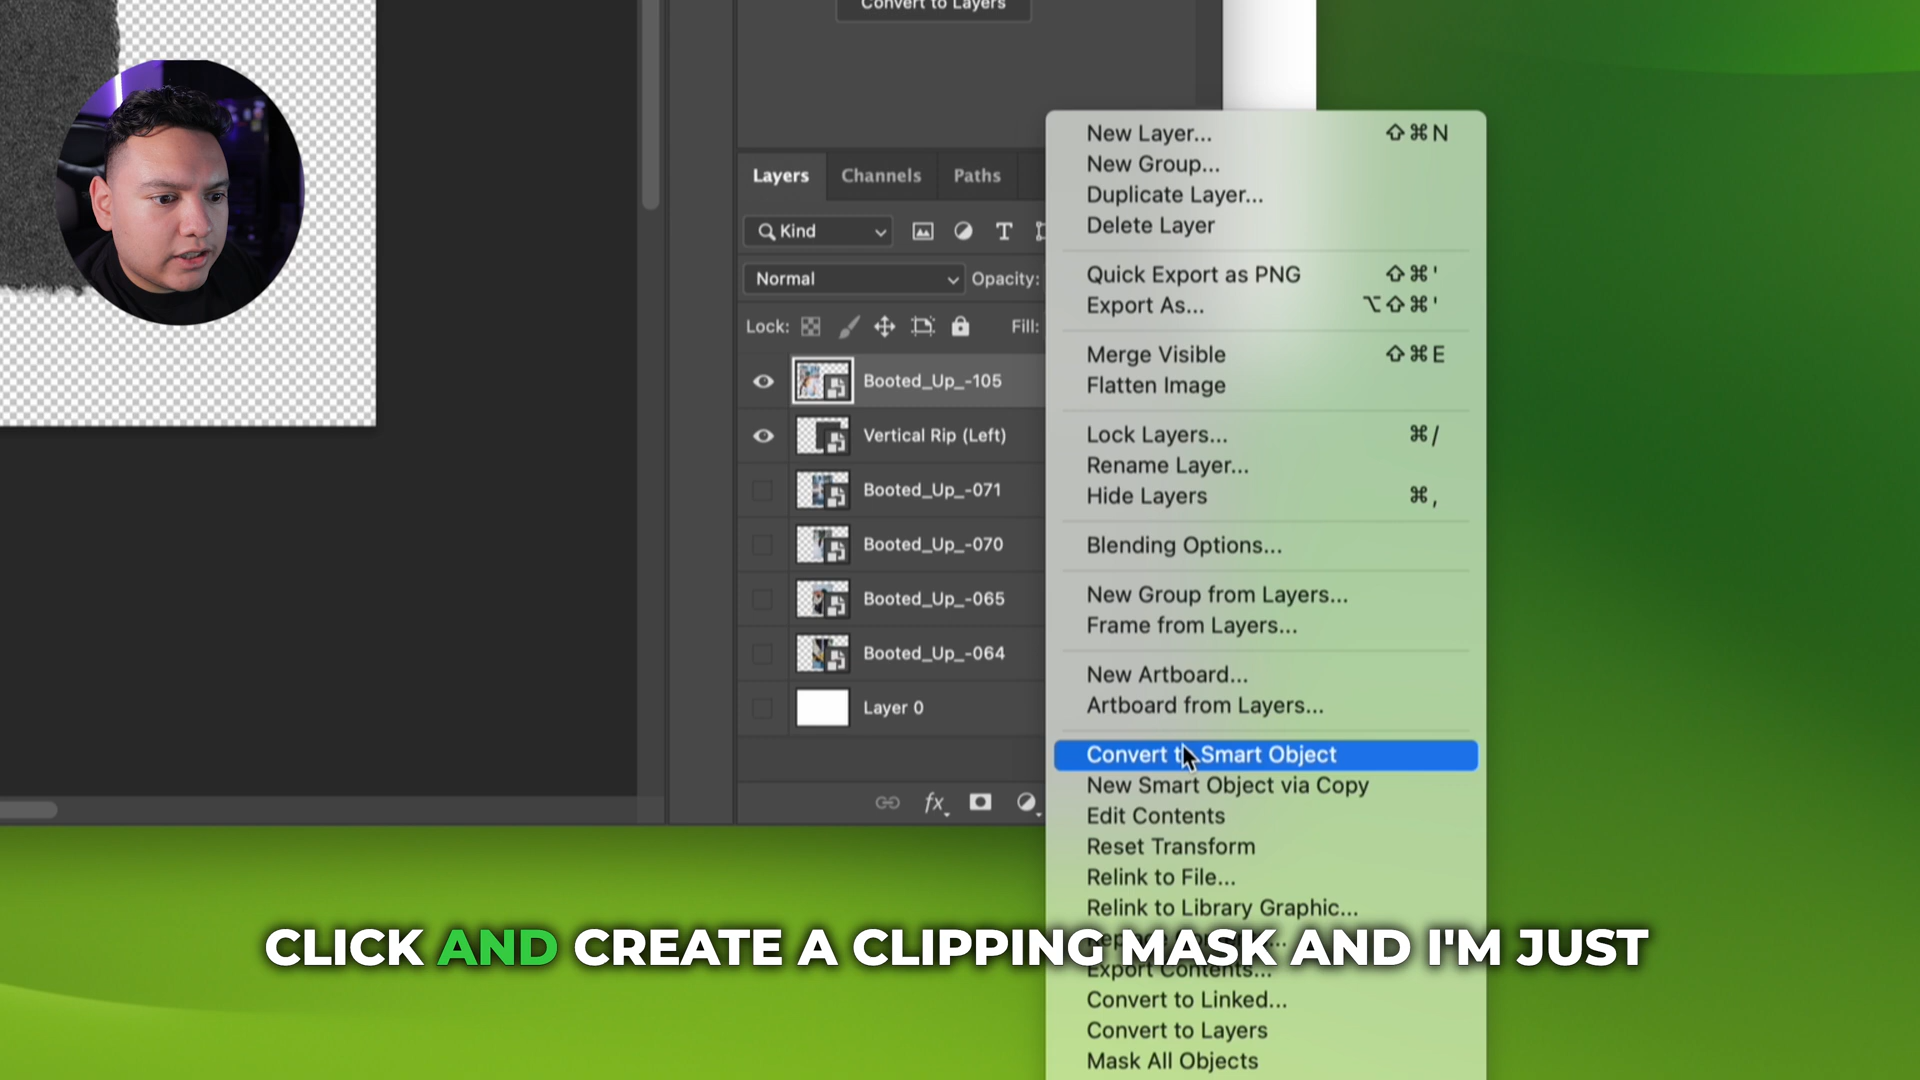 Convert to Layers
Layers
Channels
Paths
Kind
Normal
Opacity:
Lock:
Fill:
Booted_Up_-105
Vertical Rip (Left)
Booted_Up_-071
Booted_Up_-070
Booted_Up_-065
Booted_Up_-064
Layer 0
fx
New Layer... ⇧⌘N
New Group...
Duplicate Layer...
Delete Layer
Quick Export as PNG ⇧⌘'
Export As... ⌥⇧⌘'
Merge Visible ⇧⌘E
Flatten Image
Lock Layers... ⌘/
Rename Layer...
Hide Layers ⌘,
Blending Options...
New Group from Layers...
Frame from Layers...
New Artboard...
Artboard from Layers...
Convert to Smart Object
New Smart Object via Copy
Edit Contents
Reset Transform
Relink to File...
Relink to Library Graphic...
CLICK AND CREATE A CLIPPING MASK AND I'M JUST
Export Contents...
Convert to Linked...
Convert to Layers
Mask All Objects